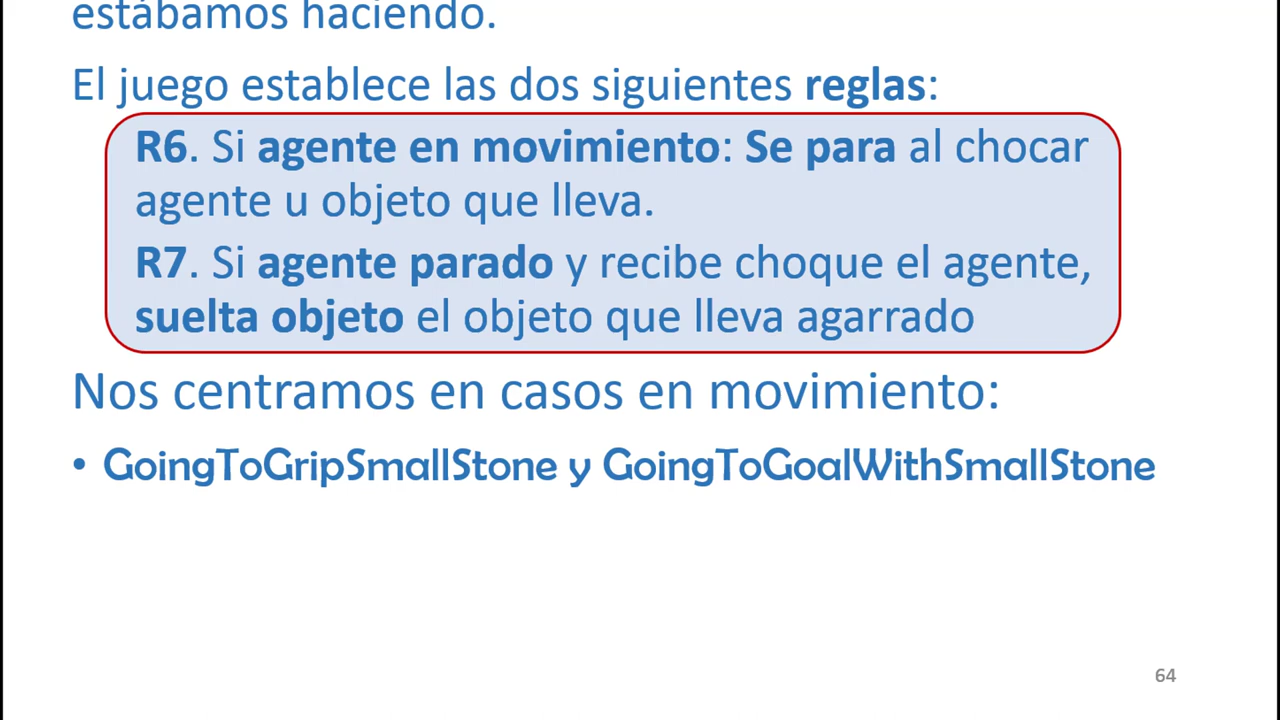 estábamos haciendo.
El juego establece las dos siguientes reglas:
R6. Si agente en movimiento: Se para al chocar
agente u objeto que lleva.
R7. Si agente parado y recibe choque el agente,
suelta objeto el objeto que lleva agarrado
Nos centramos en casos en movimiento:
• GoingToGripSmallStone y GoingToGoalWithSmallStone
64